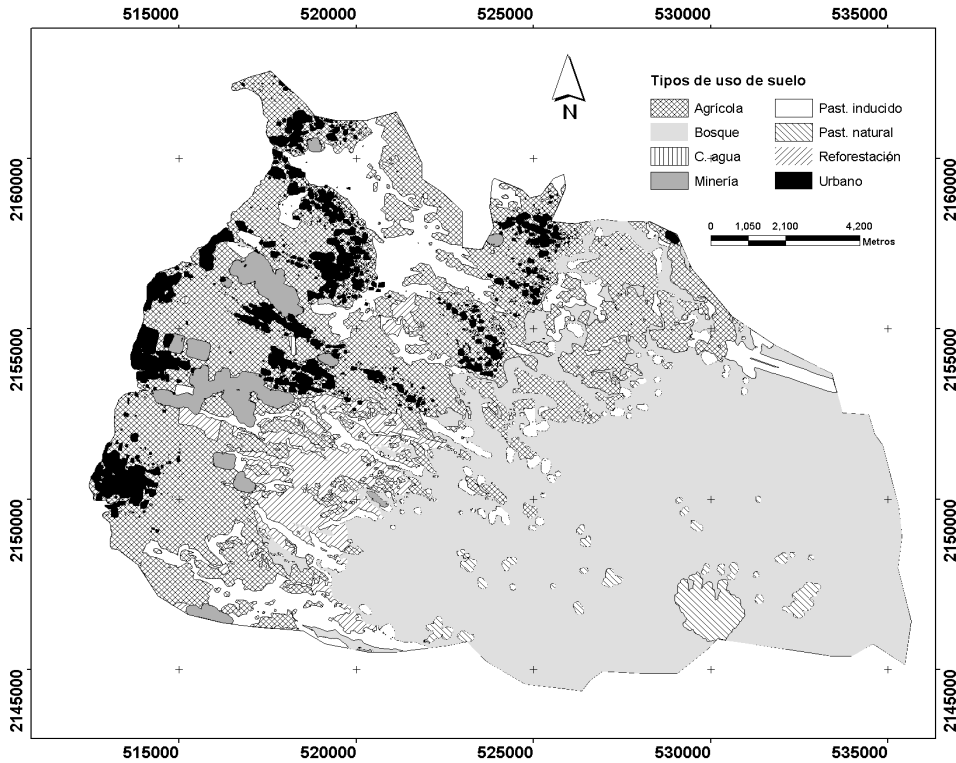 515000 520000 525000 530000 535000
Tipos de uso de suelo
Agrícola Past. inducido
Bosque Past. natural
C. agua Reforestación
Minería Urbano
N
0 1,050 2,100 4,200
Metros
2160000 2160000
2155000 2155000
2150000 2150000
2145000 2145000
515000 520000 525000 530000 535000